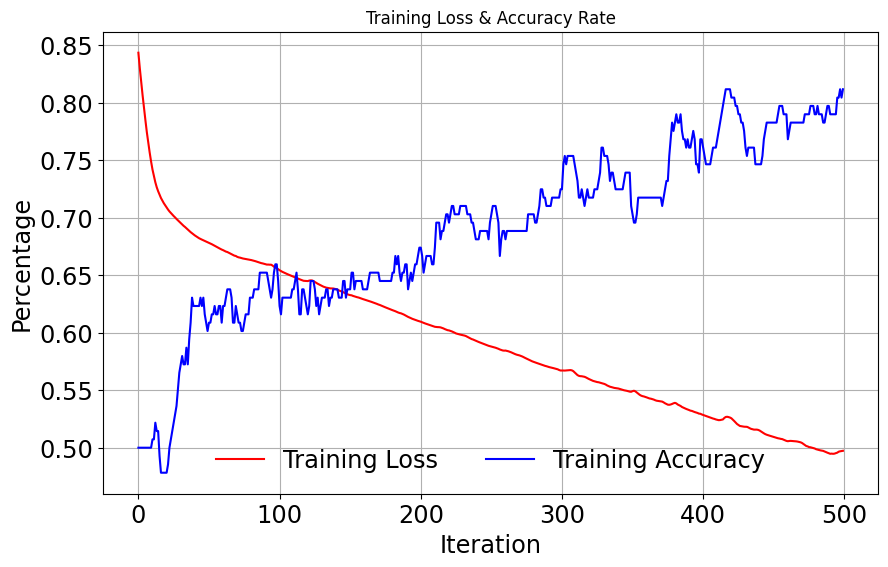 Training Loss & Accuracy Rate
Percentage
0.85
0.80
0.75
0.70
0.65
0.60
0.55
0.50
Training Loss
Training Accuracy
0
100
200
300
400
500
Iteration